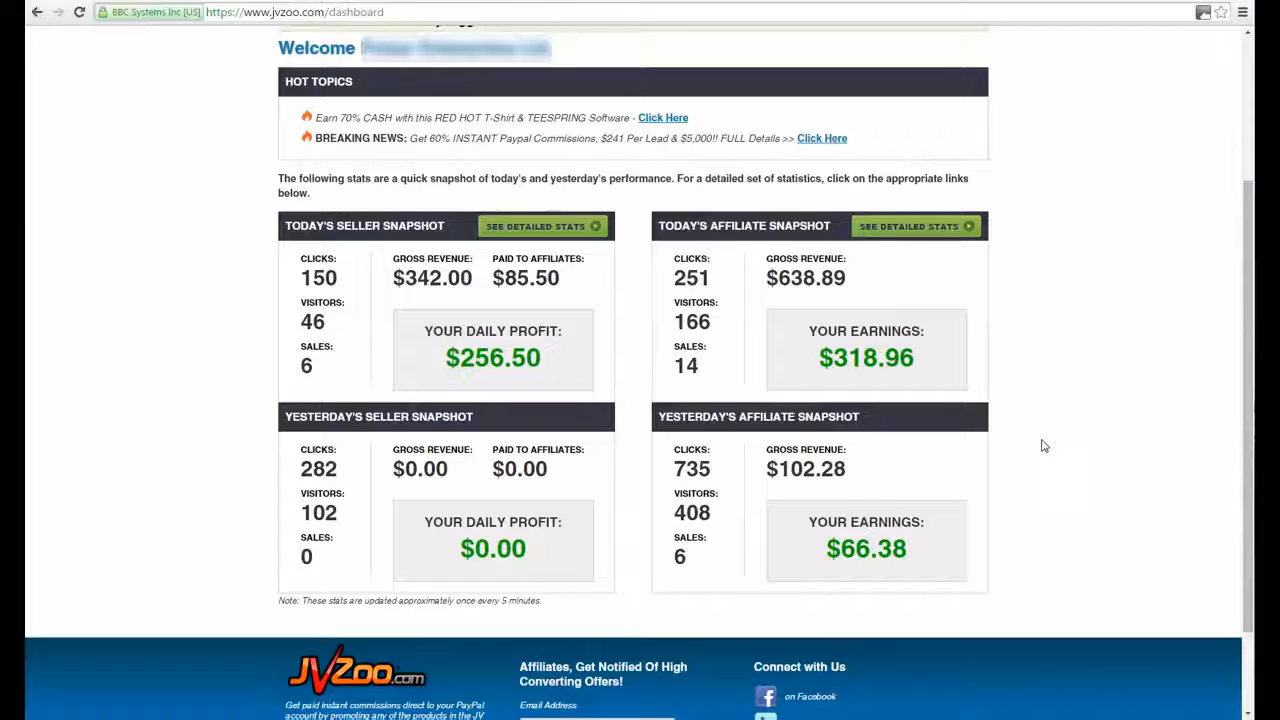 BBC Systems Inc [US] https://www.jvzoo.com/dashboard
Welcome
HOT TOPICS
Earn 70% CASH with this RED HOT T-Shirt & TEESPRING Software - Click Here
BREAKING NEWS: Get 60% INSTANT Paypal Commissions, $241 Per Lead & $5,000!! FULL Details >> Click Here
The following stats are a quick snapshot of today's and yesterday's performance. For a detailed set of statistics, click on the appropriate links
below.
TODAY'S SELLER SNAPSHOT SEE DETAILED STATS
CLICKS: GROSS REVENUE: PAID TO AFFILIATES:
150 $342.00 $85.50
VISITORS:
46
YOUR DAILY PROFIT:
$256.50
SALES:
6
TODAY'S AFFILIATE SNAPSHOT SEE DETAILED STATS
CLICKS: GROSS REVENUE:
251 $638.89
VISITORS:
166
YOUR EARNINGS:
$318.96
SALES:
14
YESTERDAY'S SELLER SNAPSHOT
CLICKS: GROSS REVENUE: PAID TO AFFILIATES:
282 $0.00 $0.00
VISITORS:
102
YOUR DAILY PROFIT:
$0.00
SALES:
0
YESTERDAY'S AFFILIATE SNAPSHOT
CLICKS: GROSS REVENUE:
735 $102.28
VISITORS:
408
YOUR EARNINGS:
$66.38
SALES:
6
Note: These stats are updated approximately once every 5 minutes.
JVZoo.com
Get paid instant commissions direct to your PayPal
account by promoting any of the products in the JV
Affiliates, Get Notified Of High
Converting Offers!
Email Address
Connect with Us
on Facebook